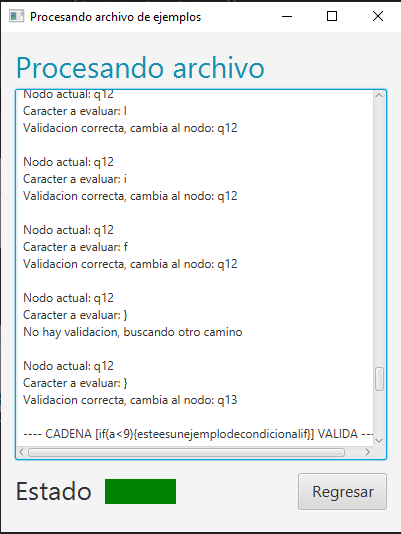 Procesando archivo de ejemplos
Procesando archivo
Nodo actual: q12
Caracter a evaluar: l
Validacion correcta, cambia al nodo: q12
Nodo actual: q12
Caracter a evaluar: i
Validacion correcta, cambia al nodo: q12
Nodo actual: q12
Caracter a evaluar: f
Validacion correcta, cambia al nodo: q12
Nodo actual: q12
Caracter a evaluar: }
No hay validacion, buscando otro camino
Nodo actual: q12
Caracter a evaluar: }
Validacion correcta, cambia al nodo: q13
---- CADENA [if(a<9){esteesunejemplodecondicionalif}] VALIDA ---
Estado
Regresar